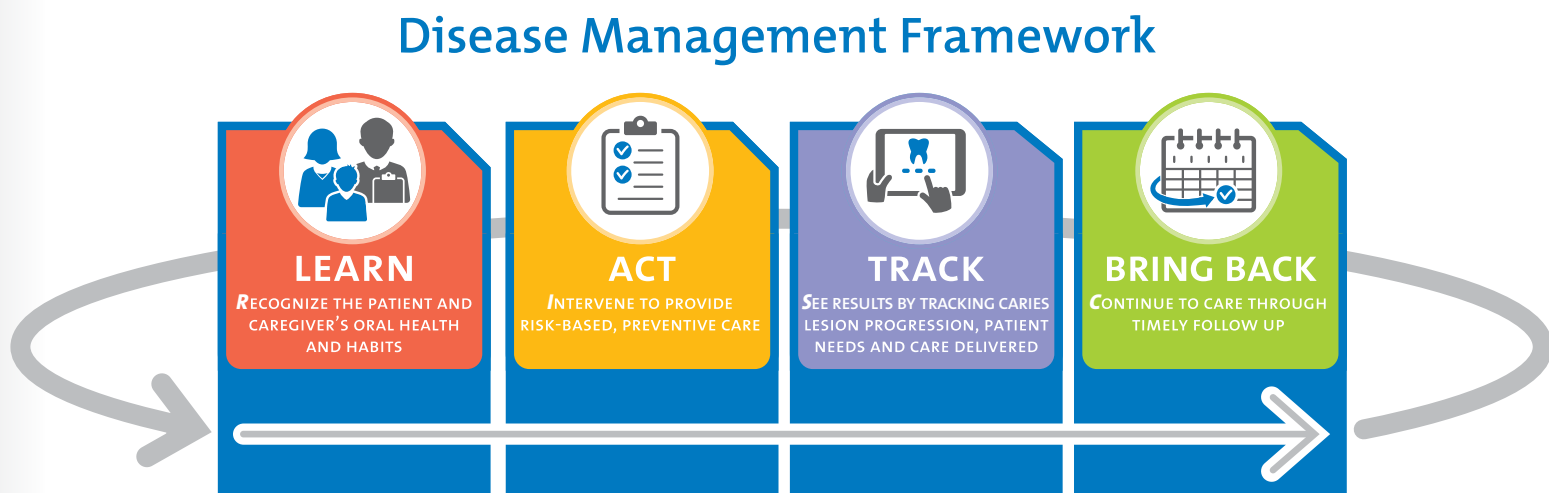 Disease Management Framework
LEARN
RECOGNIZE THE PATIENT AND
CAREGIVER’S ORAL HEALTH
AND HABITS
ACT
INTERVENE TO PROVIDE
RISK-BASED, PREVENTIVE CARE
TRACK
SEE RESULTS BY TRACKING CARIES
LESION PROGRESSION, PATIENT
NEEDS AND CARE DELIVERED
BRING BACK
CONTINUE TO CARE THROUGH
TIMELY FOLLOW UP